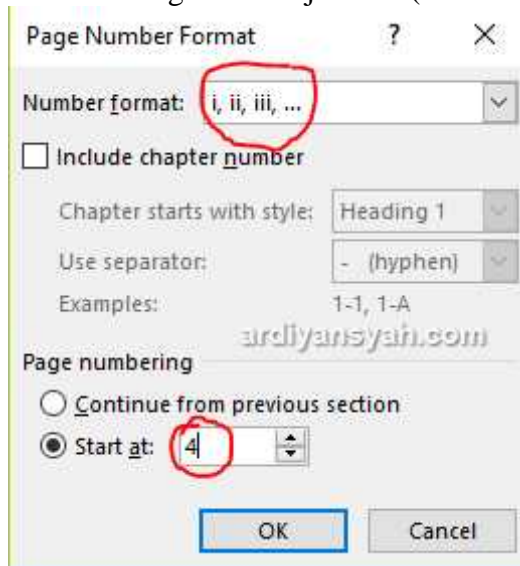 Page Number Format ? X
Number format: i, ii, iii, ...
Include chapter number
Chapter starts with style: Heading 1
Use separator: - (hyphen)
Examples: 1-1, 1-A
ardiyansyah.com
Page numbering
Continue from previous section
Start at: 4
OK Cancel